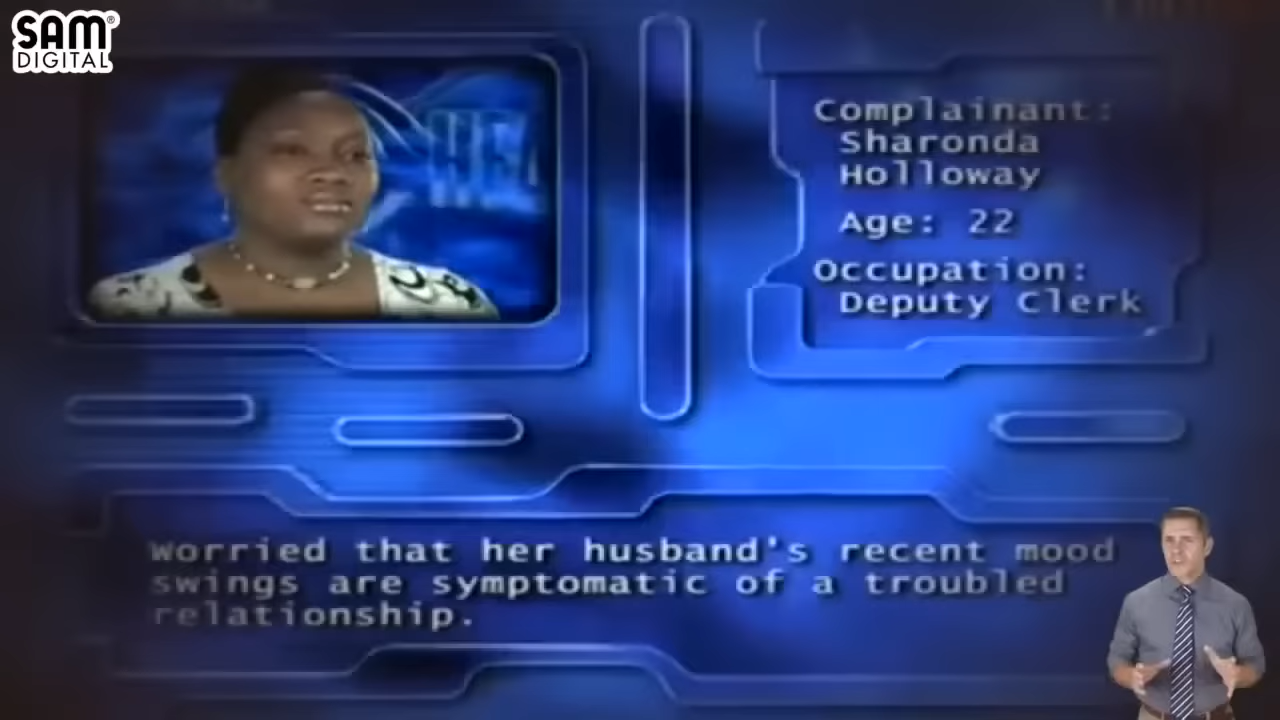 SAM®
DIGITAL
Complainant:
Sharonda
Holloway
Age: 22
Occupation:
Deputy Clerk
Worried that her husband's recent mood
swings are symptomatic of a troubled
relationship.